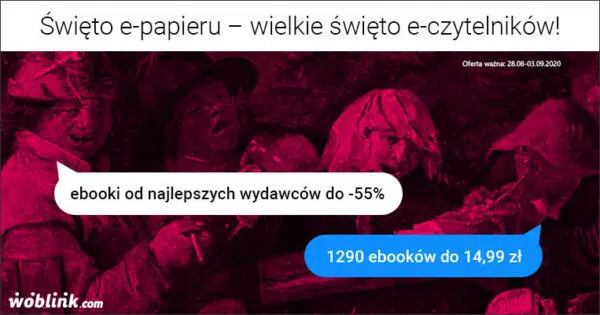 Święto e-papieru – wielkie święto e-czytelników!
Oferta ważna: 28.08-03.09.2020
ebooki od najlepszych wydawców do -55%
1290 ebooków do 14,99 zł
woblink.com